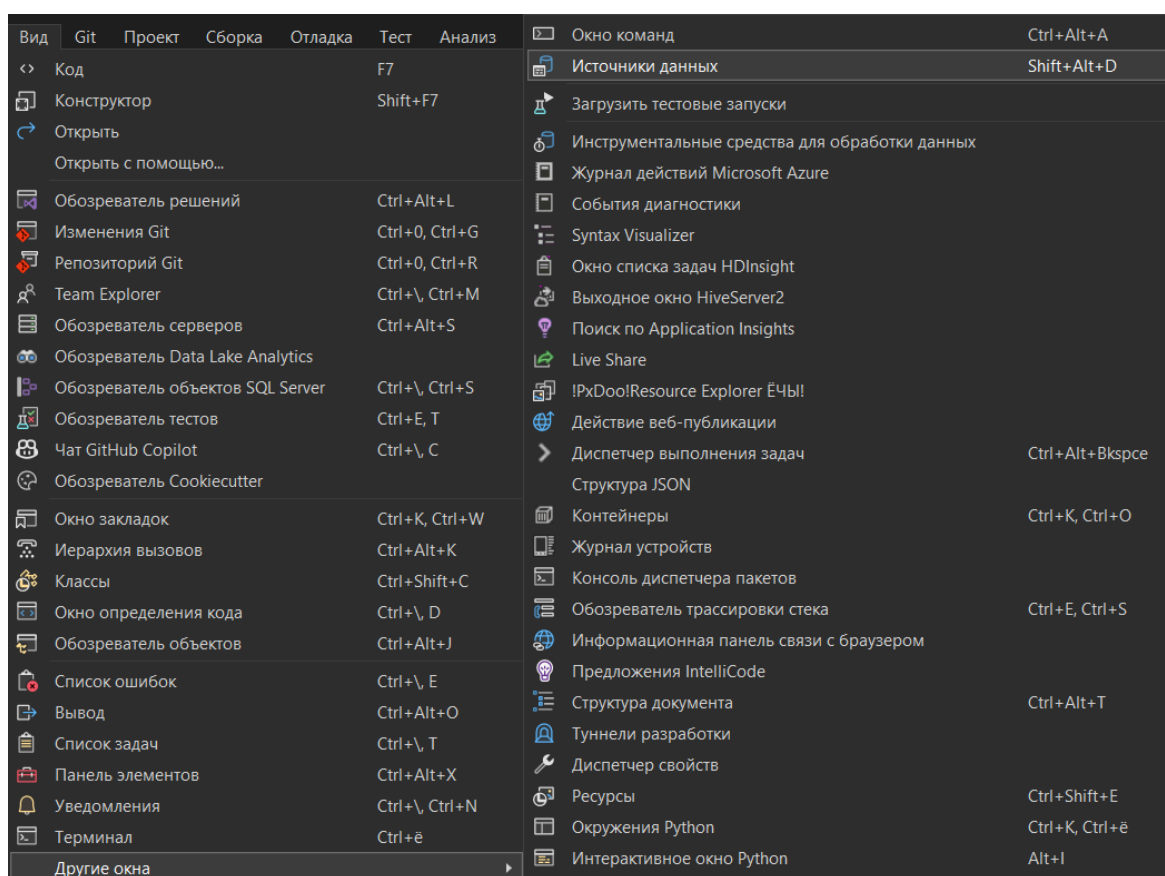 Вид Git Проект Сборка Отладка Тест Анализ
Код F7
Конструктор Shift+F7
Открыть
Открыть с помощью...
Обозреватель решений Ctrl+Alt+L
Изменения Git Ctrl+0, Ctrl+G
Репозиторий Git Ctrl+0, Ctrl+R
Team Explorer Ctrl+\, Ctrl+M
Обозреватель серверов Ctrl+Alt+S
Обозреватель Data Lake Analytics
Обозреватель объектов SQL Server Ctrl+\, Ctrl+S
Обозреватель тестов Ctrl+E, T
Чат GitHub Copilot Ctrl+\, C
Обозреватель Cookiecutter
Окно закладок Ctrl+K, Ctrl+W
Иерархия вызовов Ctrl+Alt+K
Классы Ctrl+Shift+C
Окно определения кода Ctrl+\, D
Обозреватель объектов Ctrl+Alt+J
Список ошибок Ctrl+\, E
Вывод Ctrl+Alt+O
Список задач Ctrl+\, T
Панель элементов Ctrl+Alt+X
Уведомления Ctrl+\, Ctrl+N
Терминал Ctrl+ё
Другие окна
Окно команд Ctrl+Alt+A
Источники данных Shift+Alt+D
Загрузить тестовые запуски
Инструментальные средства для обработки данных
Журнал действий Microsoft Azure
События диагностики
Syntax Visualizer
Окно списка задач HDInsight
Выходное окно HiveServer2
Поиск по Application Insights
Live Share
!PxDoo!Resource Explorer ЁЧЫ!
Действие веб-публикации
Диспетчер выполнения задач Ctrl+Alt+Bkspce
Структура JSON
Контейнеры Ctrl+K, Ctrl+O
Журнал устройств
Консоль диспетчера пакетов
Обозреватель трассировки стека Ctrl+E, Ctrl+S
Информационная панель связи с браузером
Предложения IntelliCode
Структура документа Ctrl+Alt+T
Туннели разработки
Диспетчер свойств
Ресурсы Ctrl+Shift+E
Окружения Python Ctrl+K, Ctrl+ё
Интерактивное окно Python Alt+I